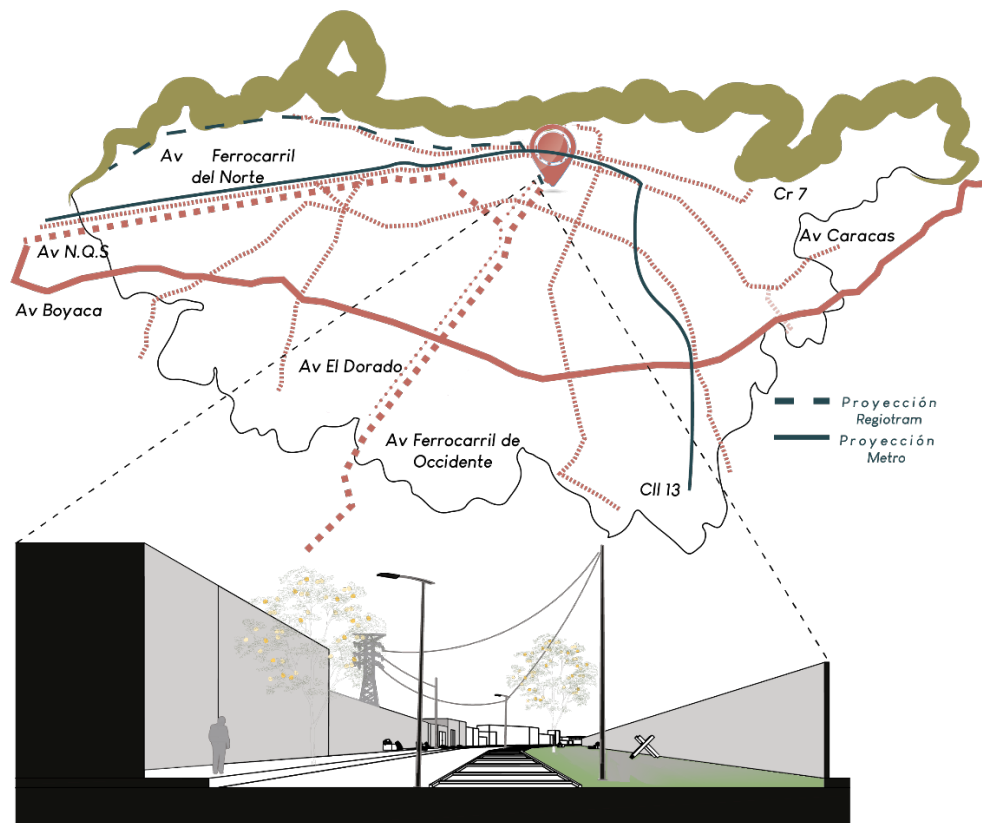 Av Ferrocarril
del Norte
Cr 7
Av Caracas
Av N.Q.S
Av Boyaca
Av El Dorado
Proyección
Regiotram
Av Ferrocarril de
Occidente
Proyección
Metro
Cll 13